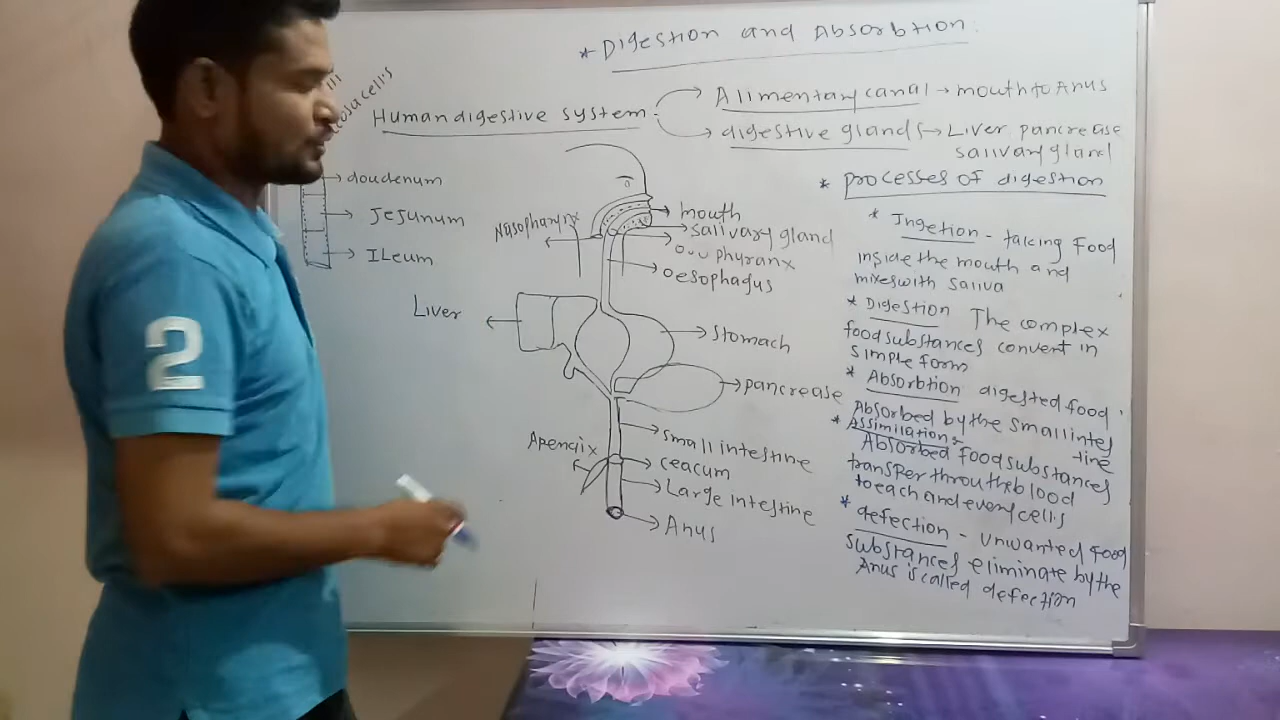 * Digestion and Absorbtion
Human digestive system
Alimentary canal → mouth to Anus
digestive glands → Liver pancrease
salivary gland
doudenum
Jejunum
ILeum
Nasopharynx
mouth
salivary gland
phyranx
oesophagus
Liver
Stomach
pancrease
Apendix
small intestine
ceacum
Large intestine
Anus
* processes of digestion
* Ingetion - taking Food
inside the mouth and
mixes with saliva
* Digestion The complex
food substances convert in
simple form
* Absorbtion digested food
Absorbed by the small intes
tine
* Assimilation:
Absorbed food substances
transper throu the blood
to each and every cells
* defection - unwanted Food
substances eliminate by the
Anus is called defection
2